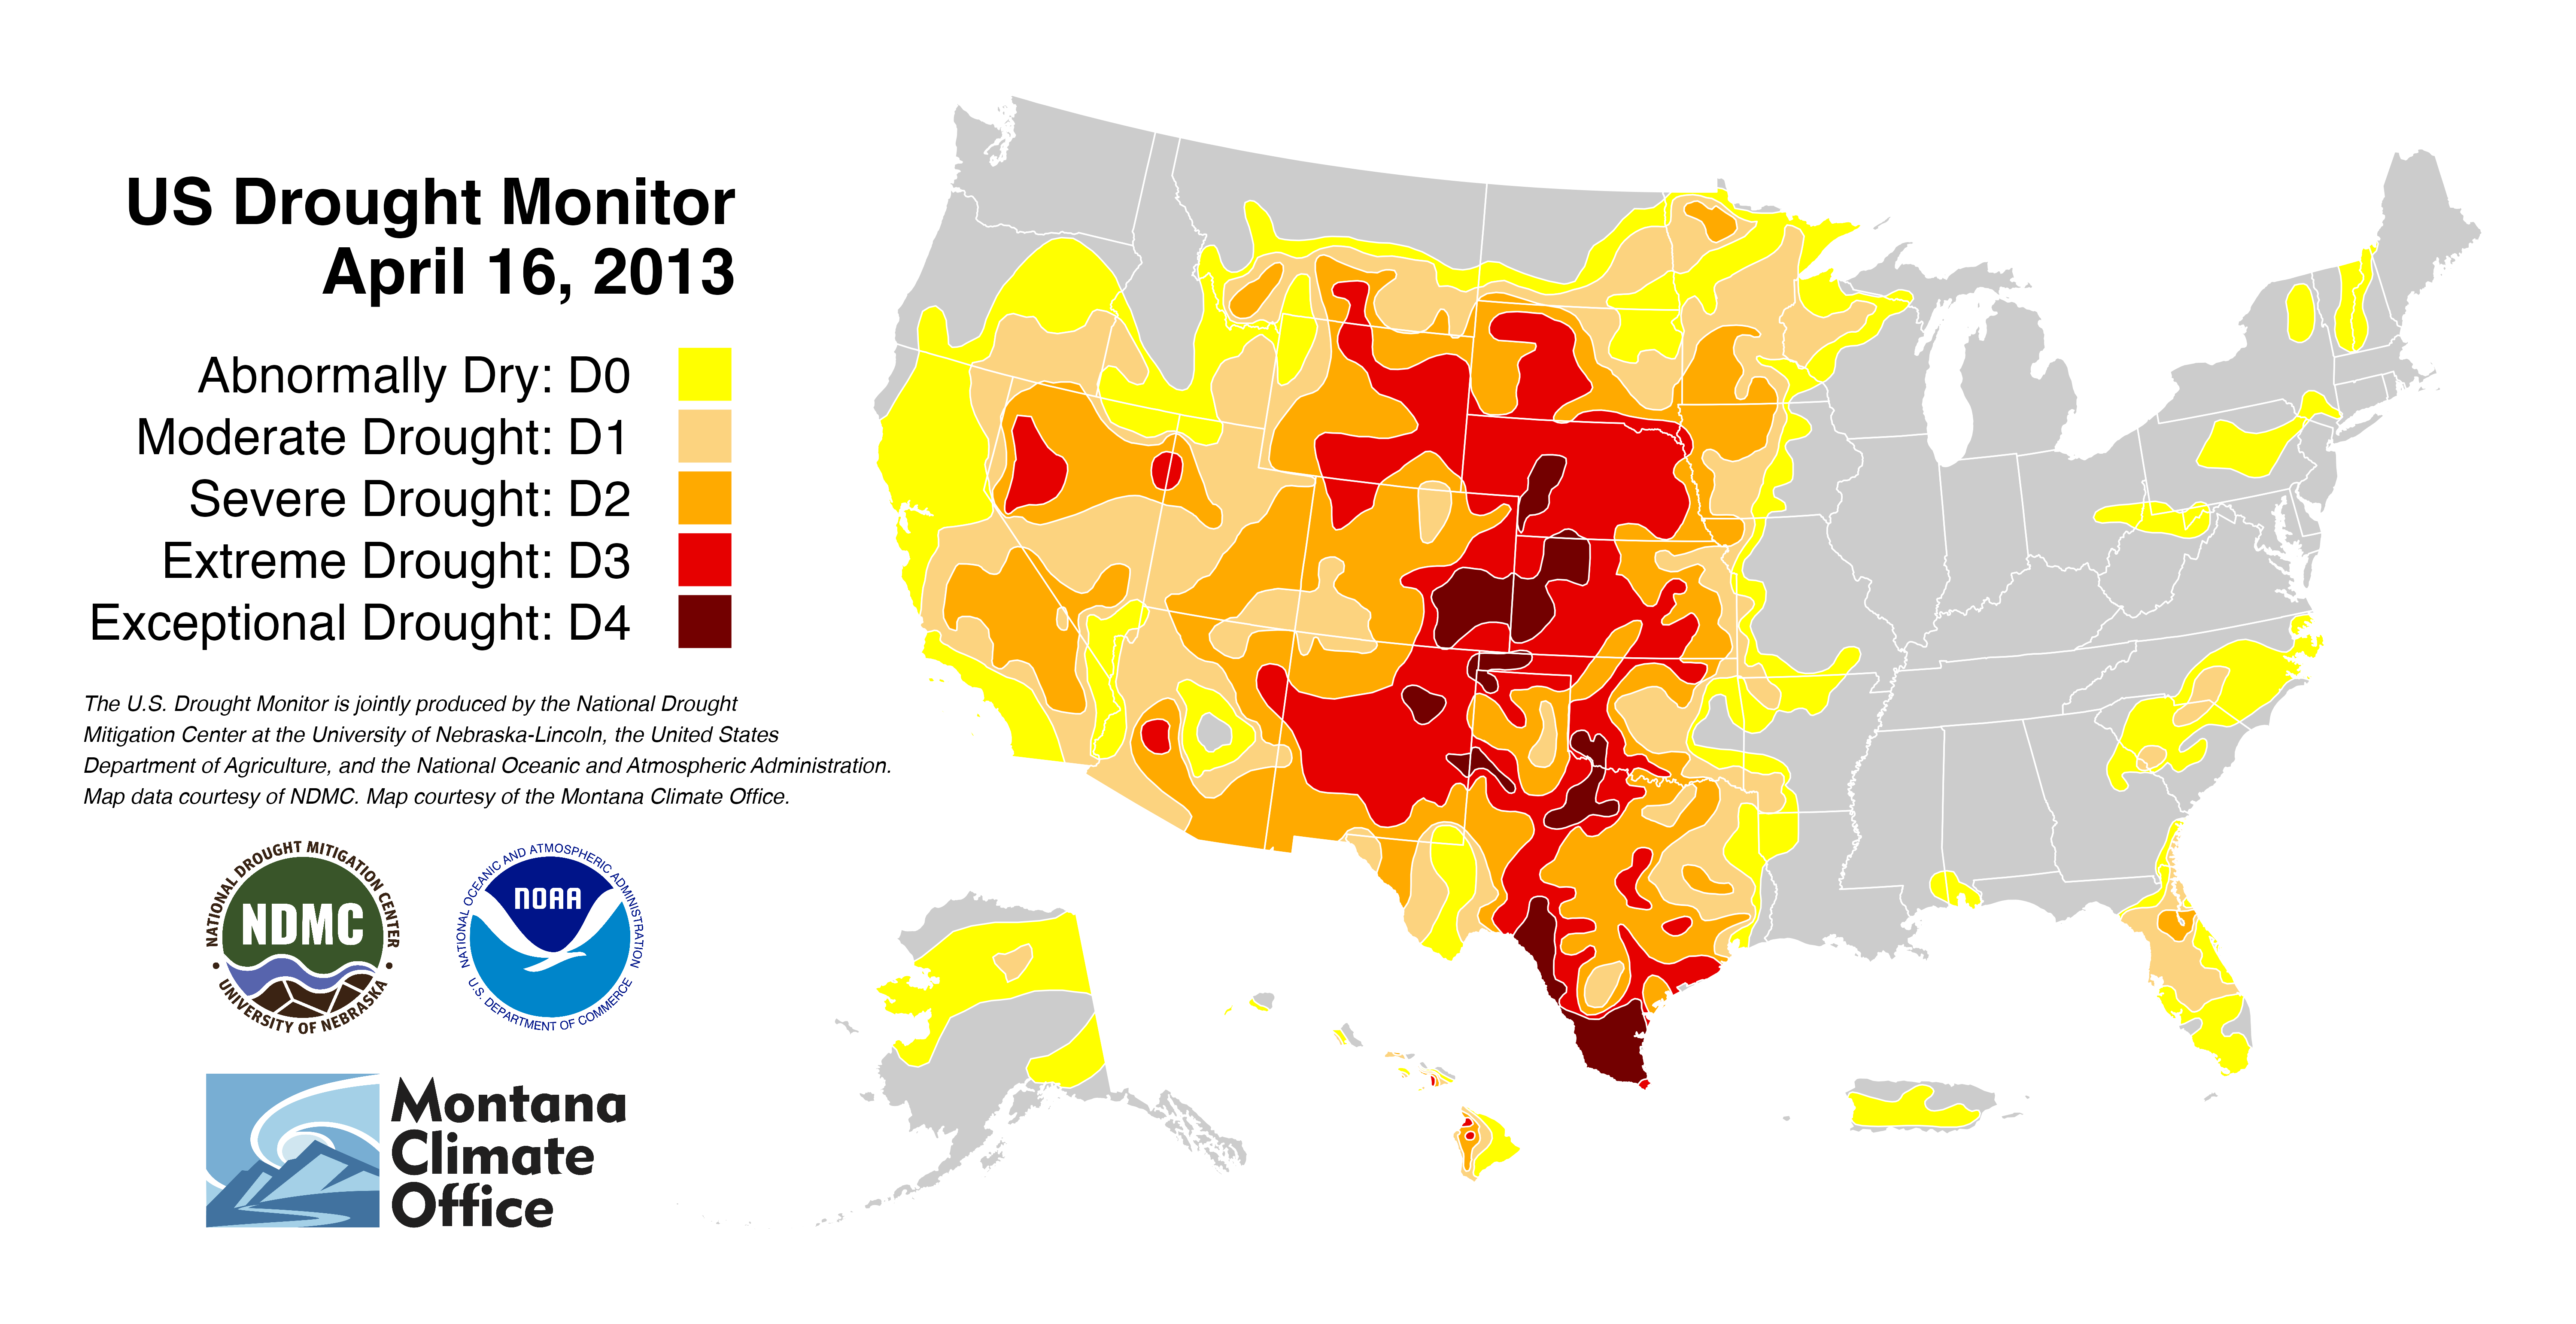 US Drought Monitor
April 16, 2013
Abnormally Dry: D0
Moderate Drought: D1
Severe Drought: D2
Extreme Drought: D3
Exceptional Drought: D4
The U.S. Drought Monitor is jointly produced by the National Drought
Mitigation Center at the University of Nebraska-Lincoln, the United States
Department of Agriculture, and the National Oceanic and Atmospheric Administration.
Map data courtesy of NDMC. Map courtesy of the Montana Climate Office.
NATIONAL DROUGHT MITIGATION CENTER
NDMC
• UNIVERSITY OF NEBRASKA •
NATIONAL OCEANIC AND ATMOSPHERIC ADMINISTRATION
NOAA
U.S. DEPARTMENT OF COMMERCE
Montana
Climate
Office